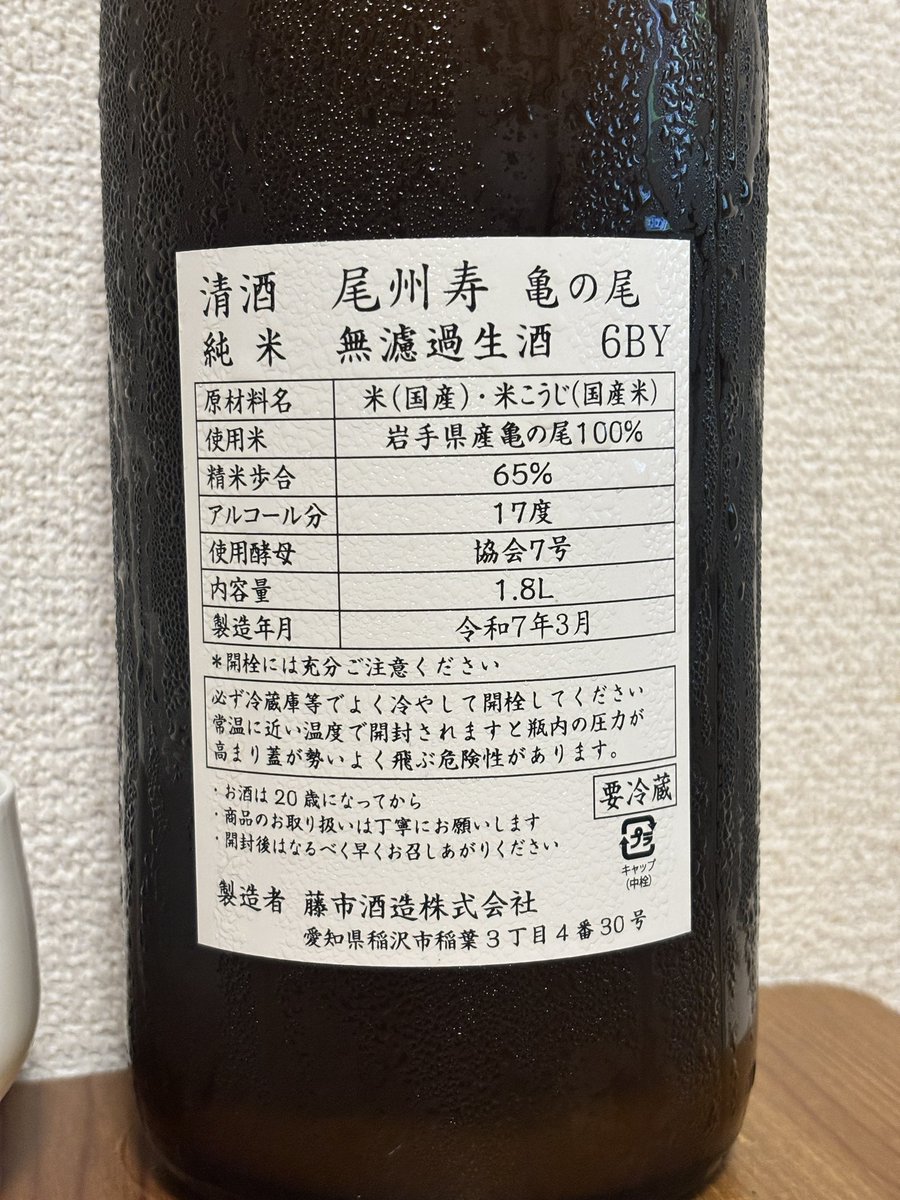 清酒 尾州寿 亀の尾
純米 無濾過生酒 6BY
原材料名 米(国産)・米こうじ(国産米)
使用米 岩手県産亀の尾100%
精米歩合 65%
アルコール分 17度
使用酵母 協会7号
内容量 1.8L
製造年月 令和7年3月
*開栓には充分ご注意ください
必ず冷蔵庫等でよく冷やして開栓してください
常温に近い温度で開封されますと瓶内の圧力が
高まり蓋が勢いよく飛ぶ危険性があります。
・お酒は20歳になってから
・商品のお取り扱いは丁寧にお願いします
・開封後はなるべく早くお召しあがりください
要冷蔵
プラ
キャップ
(中栓)
製造者 藤市酒造株式会社
愛知県稲沢市稲葉3丁目4番30号